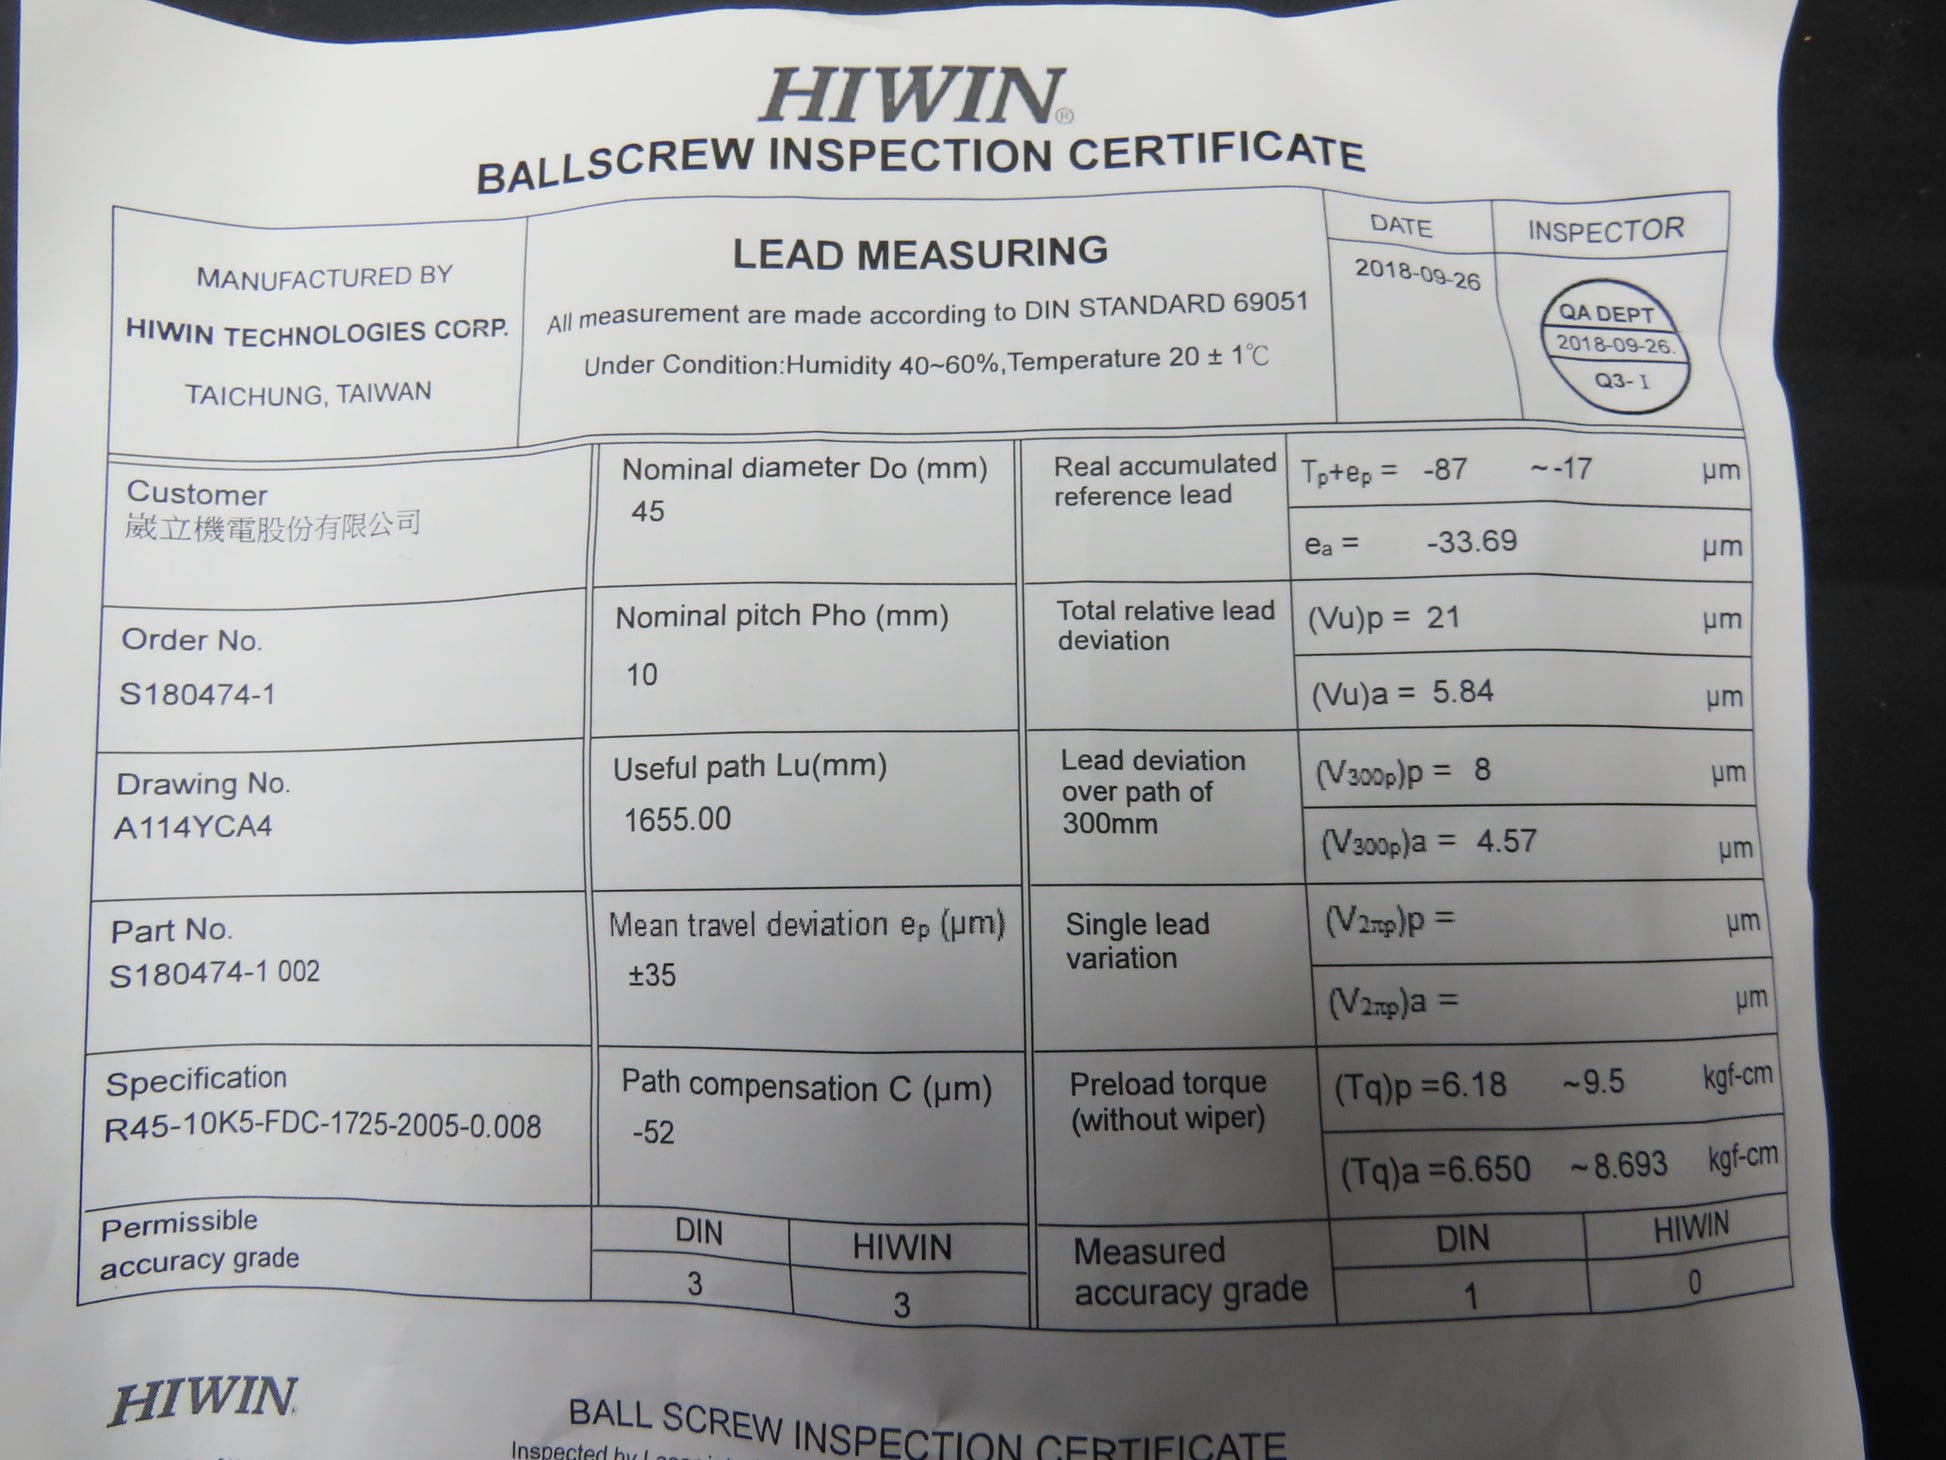 HIWIN®
BALLSCREW INSPECTION CERTIFICATE
MANUFACTURED BY
HIWIN TECHNOLOGIES CORP.
TAICHUNG, TAIWAN
LEAD MEASURING
All measurement are made according to DIN STANDARD 69051
Under Condition:Humidity 40~60%,Temperature 20 ± 1℃
DATE
2018-09-26
INSPECTOR
QA DEPT
2018-09-26.
Q3- I
Customer
崴立機電股份有限公司
Nominal diameter Do (mm)
45
Real accumulated
reference lead
Tp+ep = -87 ~-17 μm
ea = -33.69 μm
Order No.
S180474-1
Nominal pitch Pho (mm)
10
Total relative lead
deviation
(Vu)p = 21 μm
(Vu)a = 5.84 μm
Drawing No.
A114YCA4
Useful path Lu(mm)
1655.00
Lead deviation
over path of
300mm
(V300p)p = 8 μm
(V300p)a = 4.57 μm
Part No.
S180474-1 002
Mean travel deviation ep (μm)
±35
Single lead
variation
(V2πp)p = μm
(V2πp)a = μm
Specification
R45-10K5-FDC-1725-2005-0.008
Path compensation C (μm)
-52
Preload torque
(without wiper)
(Tq)p =6.18 ~9.5 kgf-cm
(Tq)a =6.650 ~8.693 kgf-cm
Permissible
accuracy grade
DIN HIWIN
3 3
Measured
accuracy grade
DIN HIWIN
1 0
HIWIN
BALL SCREW INSPECTION CERTIFICATE
Inspected by